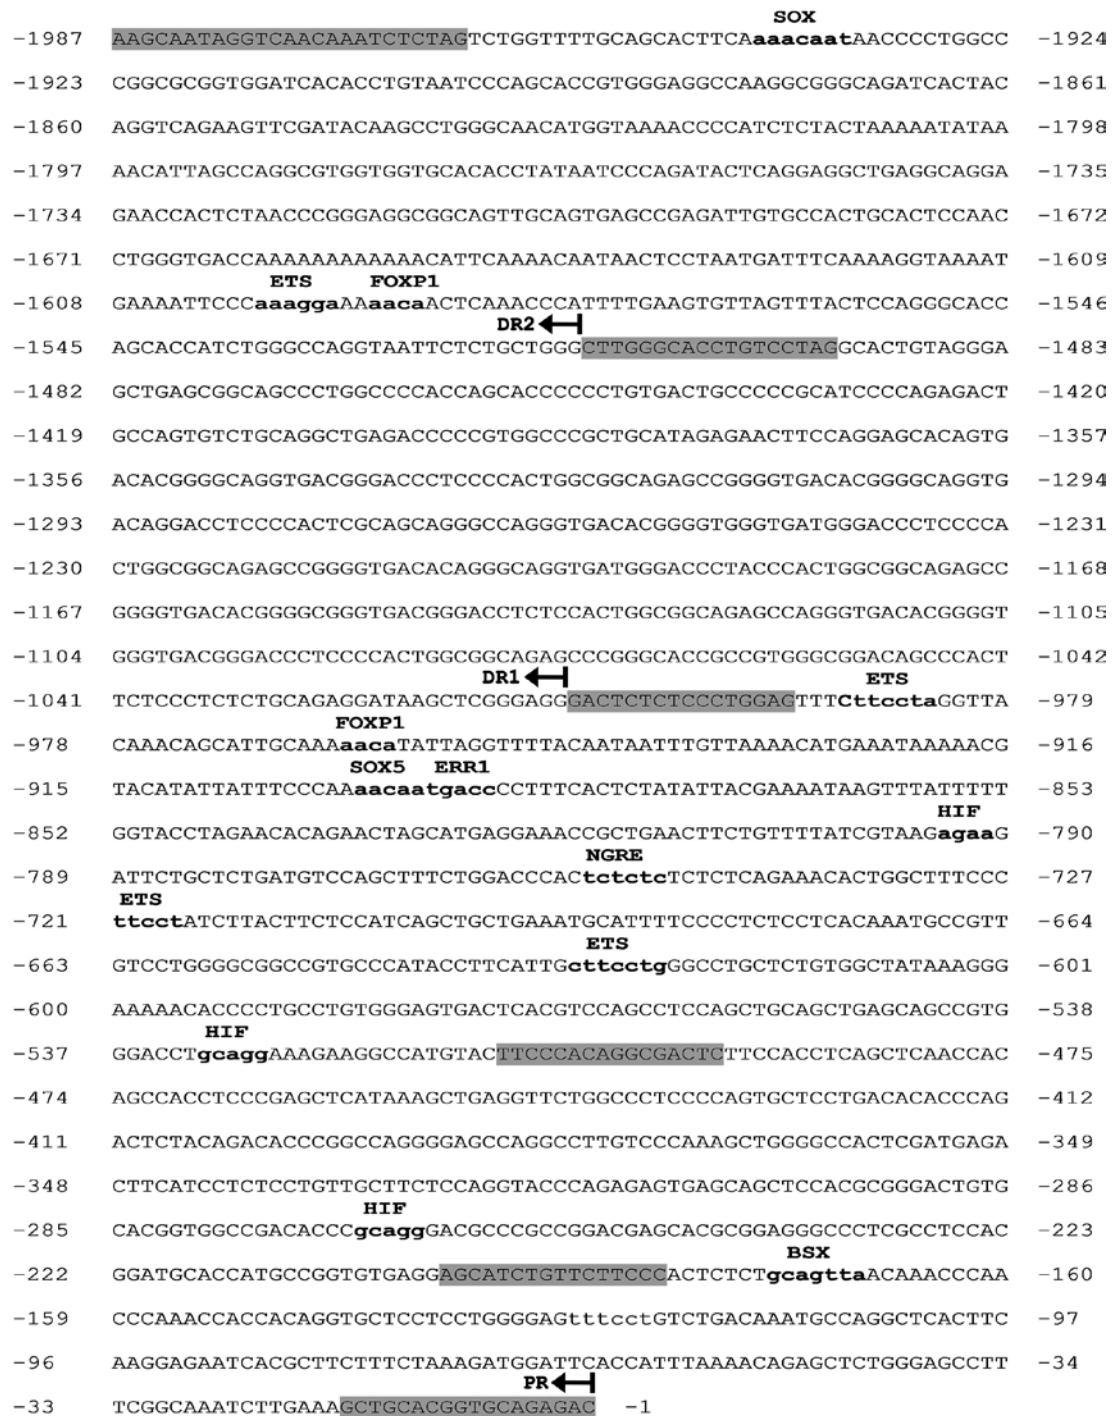 SOX
-1987 AAGCAATAGGTCAACAAATCTCTAGTCTGGTTTTGCAGCACTTCAaaacaatAACCCCTGGCC -1924
-1923 CGGCGCGGTGGATCACACCTGTAATCCCAGCACCGTGGGAGGCCAAGGCGGGCAGATCACTAC -1861
-1860 AGGTCAGAAGTTCGATACAAGCCTGGGCAACATGGTAAAACCCCATCTCTACTAAAAATATAA -1798
-1797 AACATTAGCCAGGCGTGGTGGTGCACACCTATAATCCCAGATACTCAGGAGGCTGAGGCAGGA -1735
-1734 GAACCACTCTAACCCGGGAGGCGGCAGTTGCAGTGAGCCGAGATTGTGCCACTGCACTCCAAC -1672
-1671 CTGGGTGACCAAAAAAAAAAAAACATTCAAAACAATAACTCCTAATGATTTCAAAAGGTAAAAT -1609
ETS FOXP1
-1608 GAAAATTCCCaaaggaAAaacaACTCAAACCCATTTTGAAGTGTTAGTTTACTCCAGGGCACC -1546
DR2
-1545 AGCACCATCTGGGCCAGGTAATTCTCTGCTGGGCTTGGGCACCTGTCCTAGGCACTGTAGGGA -1483
-1482 GCTGAGCGGCAGCCCTGGCCCCACCAGCACCCCCCTGTGACTGCCCCCGCATCCCCAGAGACT -1420
-1419 GCCAGTGTCTGCAGGCTGAGACCCCCGTGGCCCGCTGCATAGAGAACTTCCAGGAGCACAGTG -1357
-1356 ACACGGGGCAGGTGACGGGACCCTCCCCACTGGCGGCAGAGCCGGGGTGACACGGGGCAGGTG -1294
-1293 ACAGGACCTCCCCACTCGCAGCAGGGCCAGGGTGACACGGGGTGGGTGATGGGACCCTCCCCA -1231
-1230 CTGGCGGCAGAGCCGGGGTGACACAGGGCAGGTGATGGGACCCTACCCACTGGCGGCAGAGCC -1168
-1167 GGGGTGACACGGGGCGGGTGACGGGACCTCTCCACTGGCGGCAGAGCCAGGGTGACACGGGGT -1105
-1104 GGGTGACGGGACCCTCCCCACTGGCGGCAGAGCCCGGGCACCGCCGTGGGCGGACAGCCCACT -1042
DR1 ETS
-1041 TCTCCCTCTCTGCAGAGGATAAGCTCGGGAGGGACTCTCTCCCTGGAGTTTCttcctaGGTTA -979
FOXP1
-978 CAAACAGCATTGCAAAaacaTATTAGGTTTTACAATAATTTGTTAAAACATGAAATAAAAACG -916
SOX5 ERR1
-915 TACATATTATTTCCCAAaacaatgaccCCTTTCACTCTATATTACGAAAATAAGTTTATTTTT -853
HIF
-852 GGTACCTAGAACACAGAACTAGCATGAGGAAACCGCTGAACTTCTGTTTTATCGTAAGagaaG -790
NGRE
-789 ATTCTGCTCTGATGTCCAGCTTTCTGGACCCACtctctcTCTCTCAGAAACACTGGCTTTCCC -727
ETS
-721 ttcctATCTTACTTCTCCATCAGCTGCTGAAATGCATTTTCCCCTCTCCTCACAAATGCCGTT -664
ETS
-663 GTCCTGGGGCGGCCGTGCCCATACCTTCATTGcttcctgGGCCTGCTCTGTGGCTATAAAGGG -601
-600 AAAAACACCCCTGCCTGTGGGAGTGACTCACGTCCAGCCTCCAGCTGCAGCTGAGCAGCCGTG -538
HIF
-537 GGACCTgcaggAAAGAAGGCCATGTACTTCCCACAGGCGACTCTTCCACCTCAGCTCAACCAC -475
-474 AGCCACCTCCCGAGCTCATAAAGCTGAGGTTCTGGCCCTCCCCAGTGCTCCTGACACACCCAG -412
-411 ACTCTACAGACACCCGGCCAGGGGAGCCAGGCCTTGTCCCAAAGCTGGGGCCACTCGATGAGA -349
-348 CTTCATCCTCTCCTGTTGCTTCTCCAGGTACCCAGAGAGTGAGCAGCTCCACGCGGGACTGTG -286
HIF
-285 CACGGTGGCCGACACCCgcaggGACGCCCGCCGGACGAGCACGCGGAGGGCCCTCGCCTCCAC -223
BSX
-222 GGATGCACCATGCCGGTGTGAGGAGCATCTGTTCTTCCCACTCTCTgcagttaACAAACCCAA -160
-159 CCCAAACCACCACAGGTGCTCCTCCTGGGGAGtttcctGTCTGACAAATGCCAGGCTCACTTC -97
-96 AAGGAGAATCACGCTTCTTTCTAAAGATGGATTCACCATTTAAAACAGAGCTCTGGGAGCCTT -34
PR
-33 TCGGCAAATCTTGAAAGCTGCACGGTGCAGAGAC -1